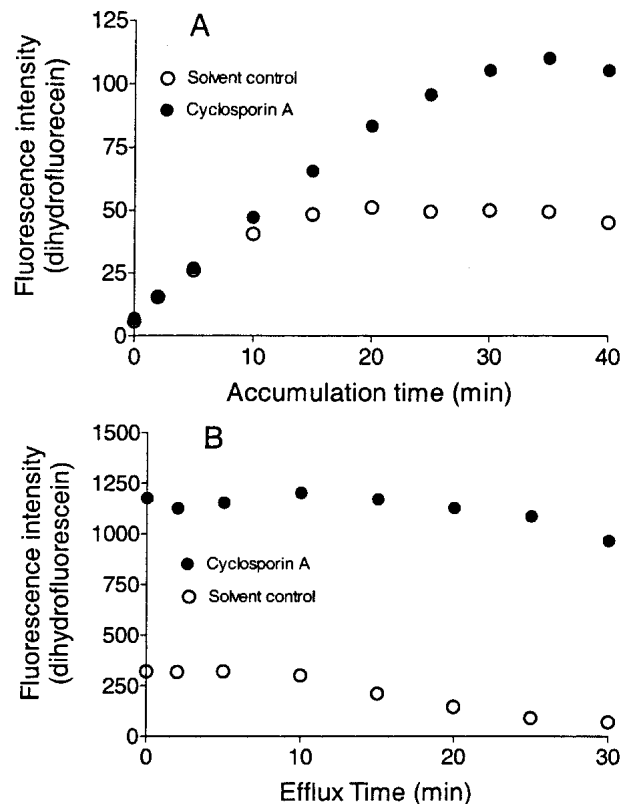 A
Fluorescence intensity
(dihydrofluorecein)
125
100
75
50
25
0
Solvent control
Cyclosporin A
0 10 20 30 40
Accumulation time (min)
B
Fluorescence intensity
(dihydrofluorescein)
1500
1250
1000
750
500
250
0
Cyclosporin A
Solvent control
0 10 20 30
Efflux Time (min)